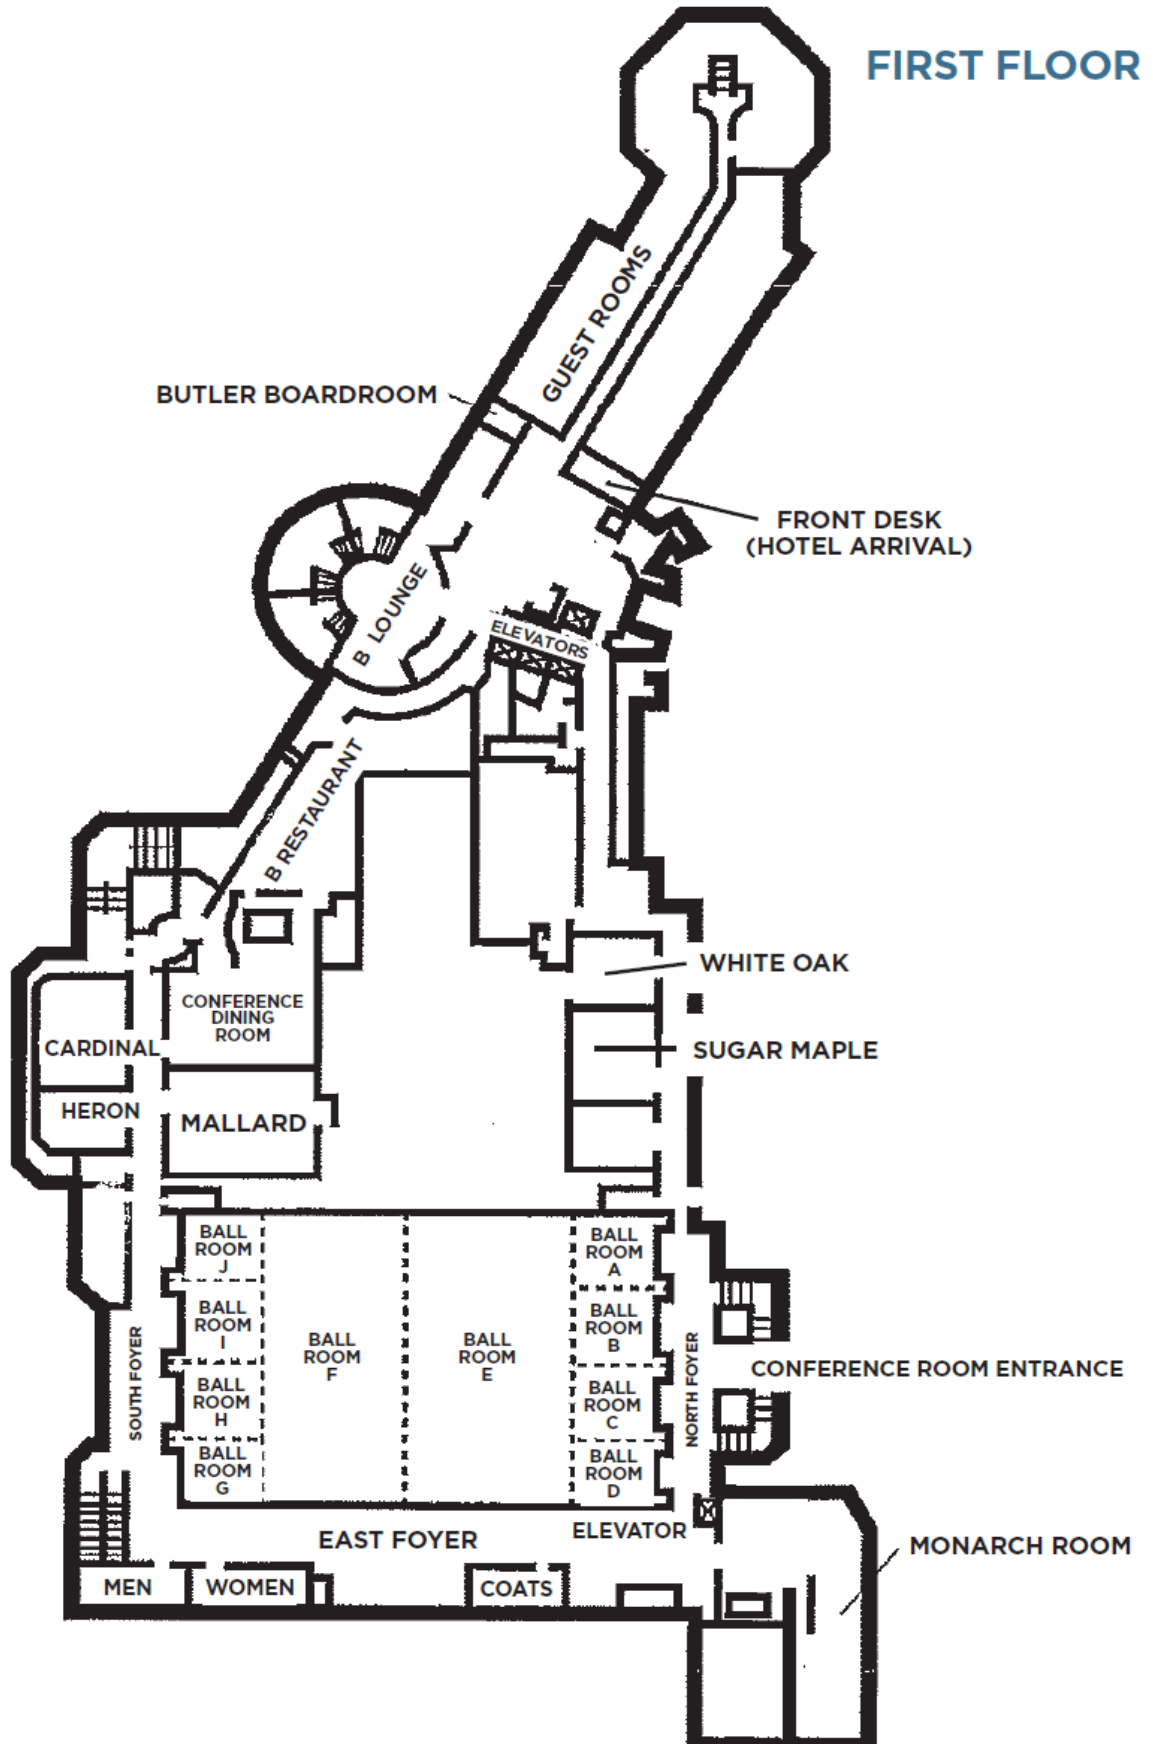 FIRST FLOOR
GUEST ROOMS
BUTLER BOARDROOM
FRONT DESK
(HOTEL ARRIVAL)
B LOUNGE
ELEVATORS
B RESTAURANT
WHITE OAK
CONFERENCE
DINING
ROOM
CARDINAL
SUGAR MAPLE
HERON
MALLARD
BALL
ROOM
J
BALL
ROOM
A
BALL
ROOM
I
BALL
ROOM
B
BALL
ROOM
F
BALL
ROOM
E
SOUTH FOYER
NORTH FOYER
CONFERENCE ROOM ENTRANCE
BALL
ROOM
H
BALL
ROOM
C
BALL
ROOM
G
BALL
ROOM
D
EAST FOYER
ELEVATOR
MONARCH ROOM
MEN
WOMEN
COATS